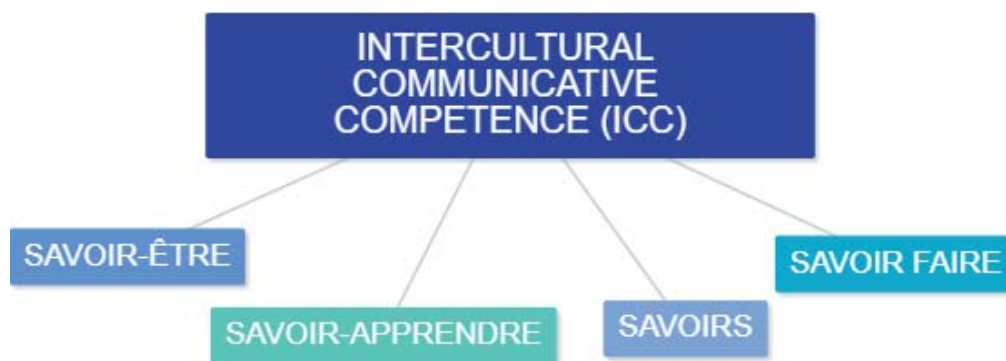 INTERCULTURAL
COMMUNICATIVE
COMPETENCE (ICC)
SAVOIR-ÊTRE
SAVOIR-APPRENDRE
SAVOIRS
SAVOIR FAIRE